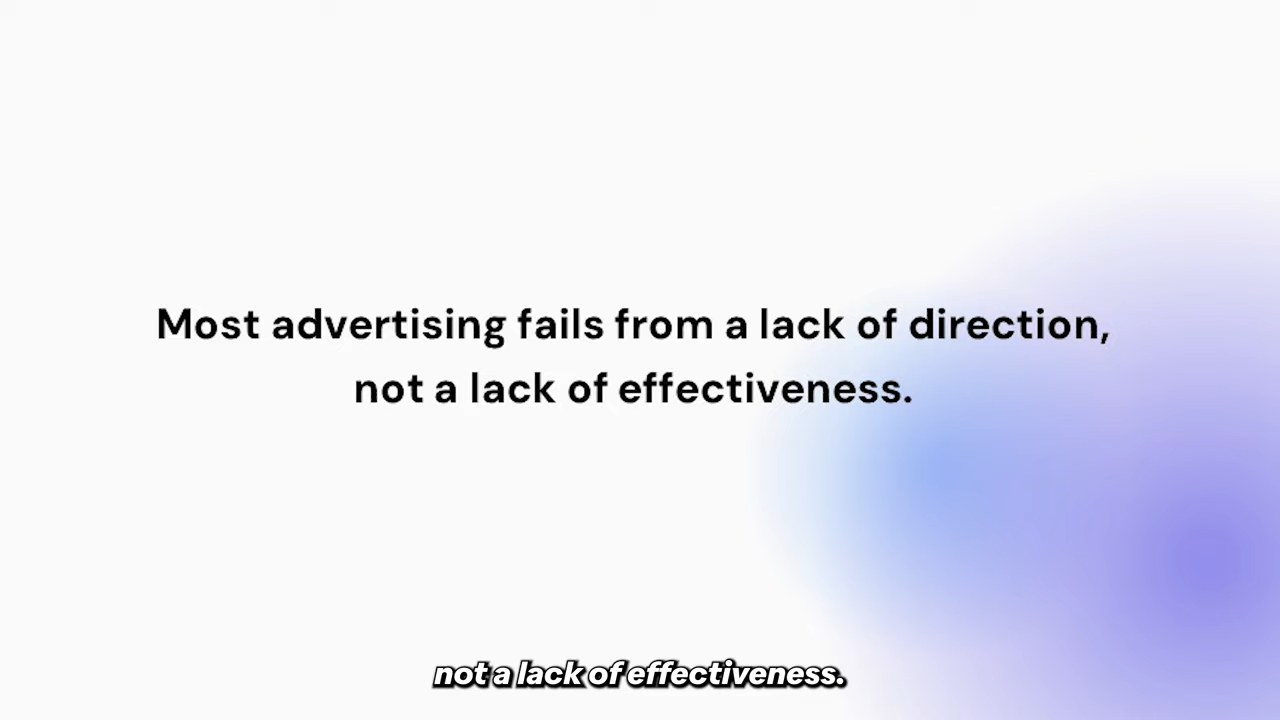 Most advertising fails from a lack of direction,
not a lack of effectiveness.
not a lack of effectiveness.